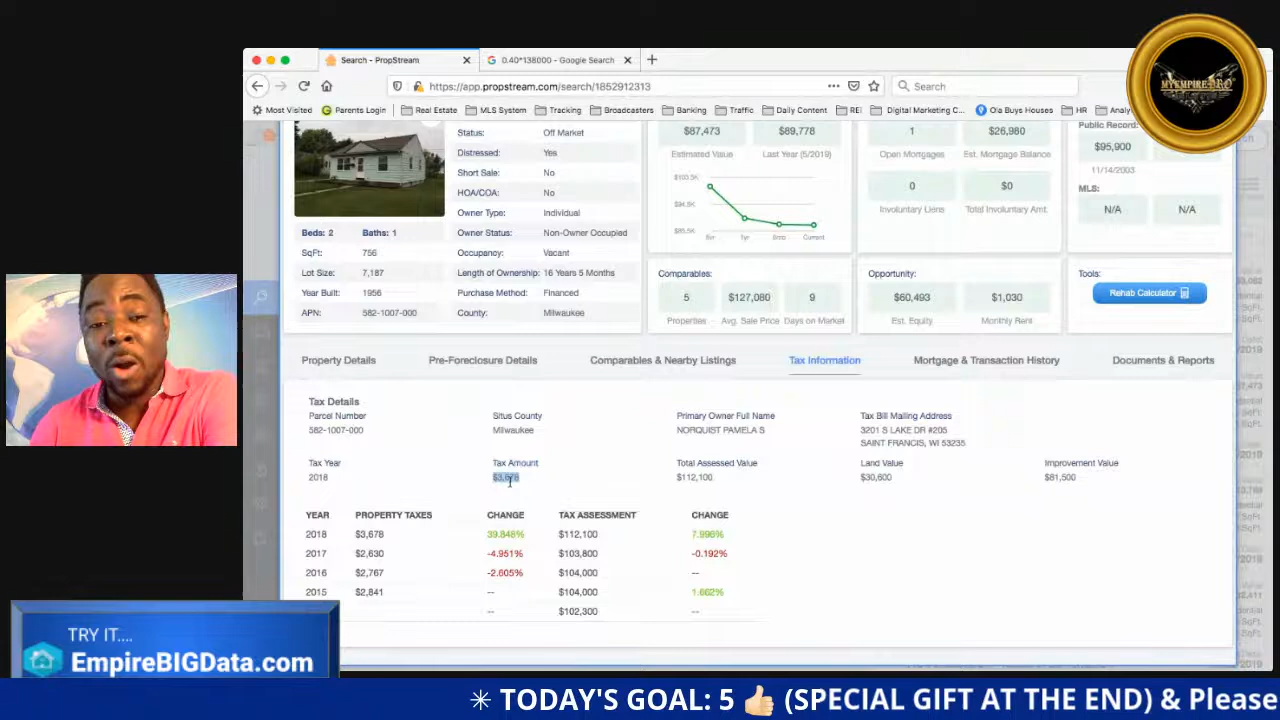 Search - PropStream
0.40*138000 - Google Search
https://app.propstream.com/search/1852912313
Search
Most Visited
Parents Login
Real Estate
MLS System
Tracking
Broadcasters
Banking
Traffic
Daily Content
REI
Digital Marketing C...
Ola Buys Houses
HR
MYEMPIREPRO
Status: Off Market
Distressed: Yes
Short Sale: No
HOA/COA: No
Owner Type: Individual
Owner Status: Non-Owner Occupied
Occupancy: Vacant
Length of Ownership: 16 Years 5 Months
Purchase Method: Financed
County: Milwaukee
Beds: 2 Baths: 1
SqFt: 756
Lot Size: 7,187
Year Built: 1956
APN: 582-1007-000
$87,473 $89,778
Estimated Value Last Year (5/2019)
$103.5K
$94.5K
$85.5K
Current
1 $26,980
Open Mortgages Est. Mortgage Balance
0 $0
Involuntary Liens Total Involuntary Amt.
Public Record:
$95,900
11/14/2003
MLS:
N/A N/A
Comparables:
5 $127,080 9
Properties Avg. Sale Price Days on Market
Opportunity:
$60,493 $1,030
Est. Equity Monthly Rent
Tools:
Rehab Calculator
Property Details Pre-Foreclosure Details Comparables & Nearby Listings Tax Information Mortgage & Transaction History Documents & Reports
Tax Details
Parcel Number Situs County Primary Owner Full Name Tax Bill Mailing Address
582-1007-000 Milwaukee NORQUIST PAMELA S 3201 S LAKE DR #205
SAINT FRANCIS, WI 53235
Tax Year Tax Amount Total Assessed Value Land Value Improvement Value
2018 $3,678 $112,100 $30,600 $81,500
YEAR PROPERTY TAXES CHANGE TAX ASSESSMENT CHANGE
2018 $3,678 39.848% $112,100 7.996%
2017 $2,630 -4.951% $103,800 -0.192%
2016 $2,767 -2.605% $104,000 --
2015 $2,841 -- $104,000 1.662%
-- $102,300 --
TRY IT....
EmpireBIGData.com
✳ TODAY'S GOAL: 5 👍🏻 (SPECIAL GIFT AT THE END) & Please